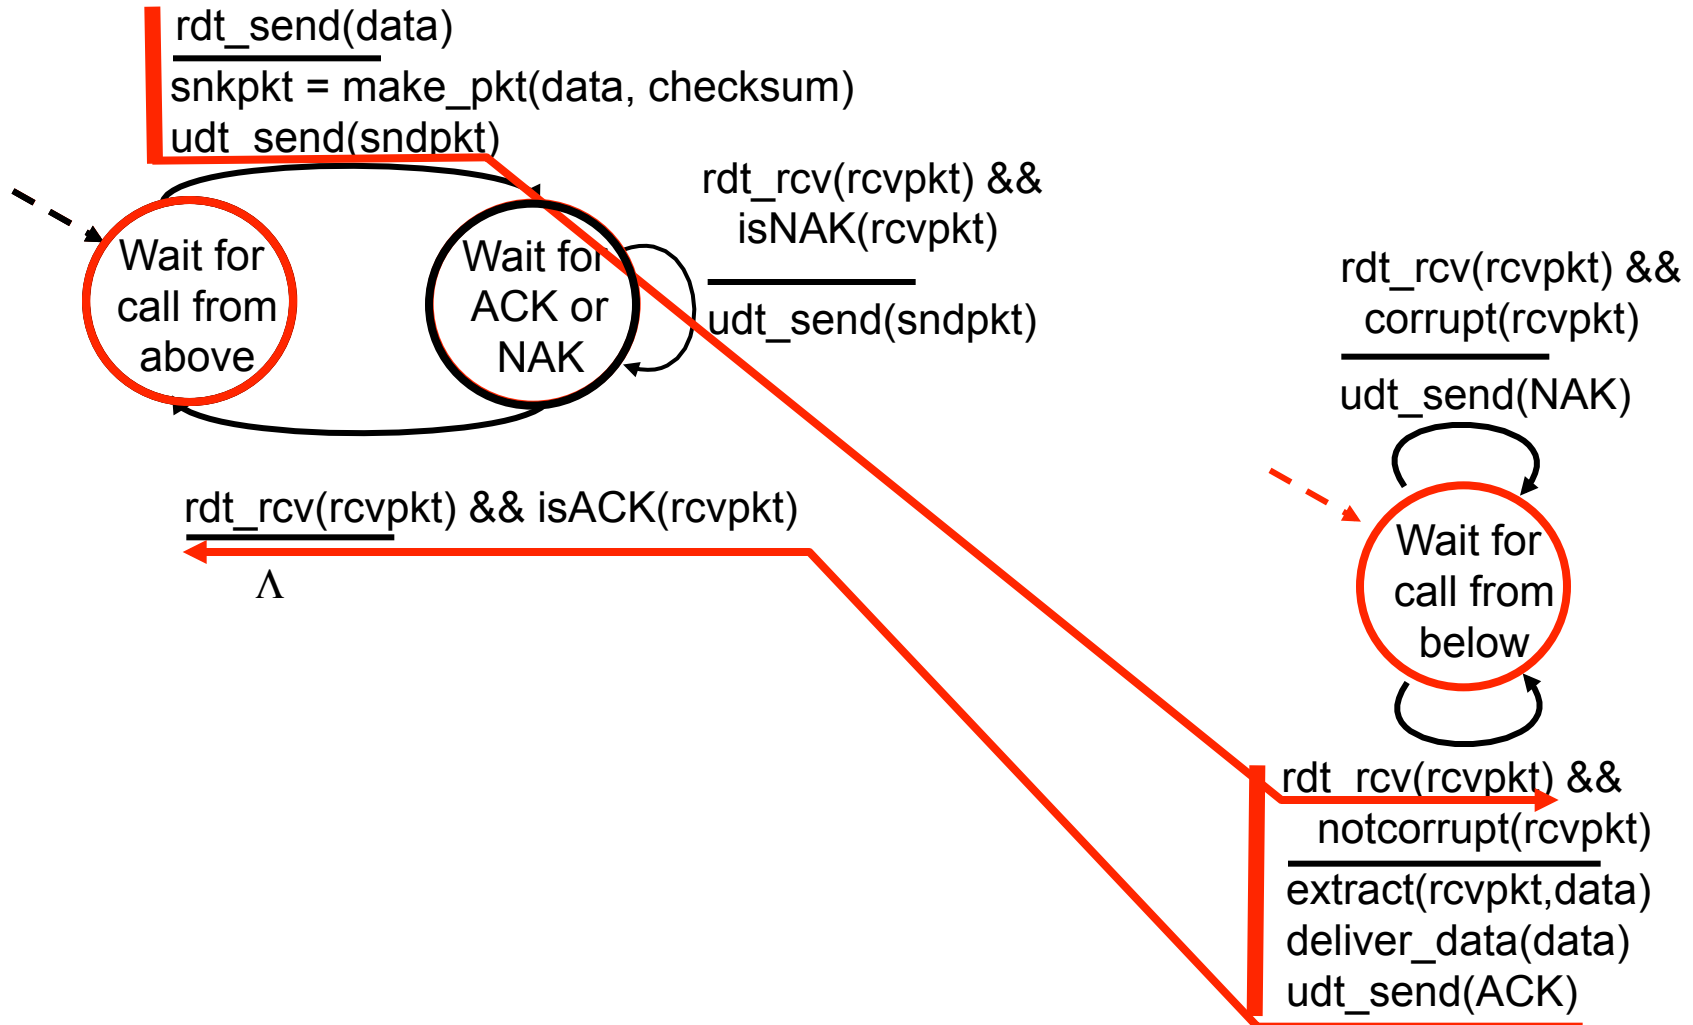 rdt_send(data)
snkpkt = make_pkt(data, checksum)
udt_send(sndpkt)
Wait for
call from
above
Wait for
ACK or
NAK
rdt_rcv(rcvpkt) &&
isNAK(rcvpkt)
udt_send(sndpkt)
rdt_rcv(rcvpkt) && isACK(rcvpkt)
Λ
rdt_rcv(rcvpkt) &&
corrupt(rcvpkt)
udt_send(NAK)
Wait for
call from
below
rdt_rcv(rcvpkt) &&
notcorrupt(rcvpkt)
extract(rcvpkt,data)
deliver_data(data)
udt_send(ACK)